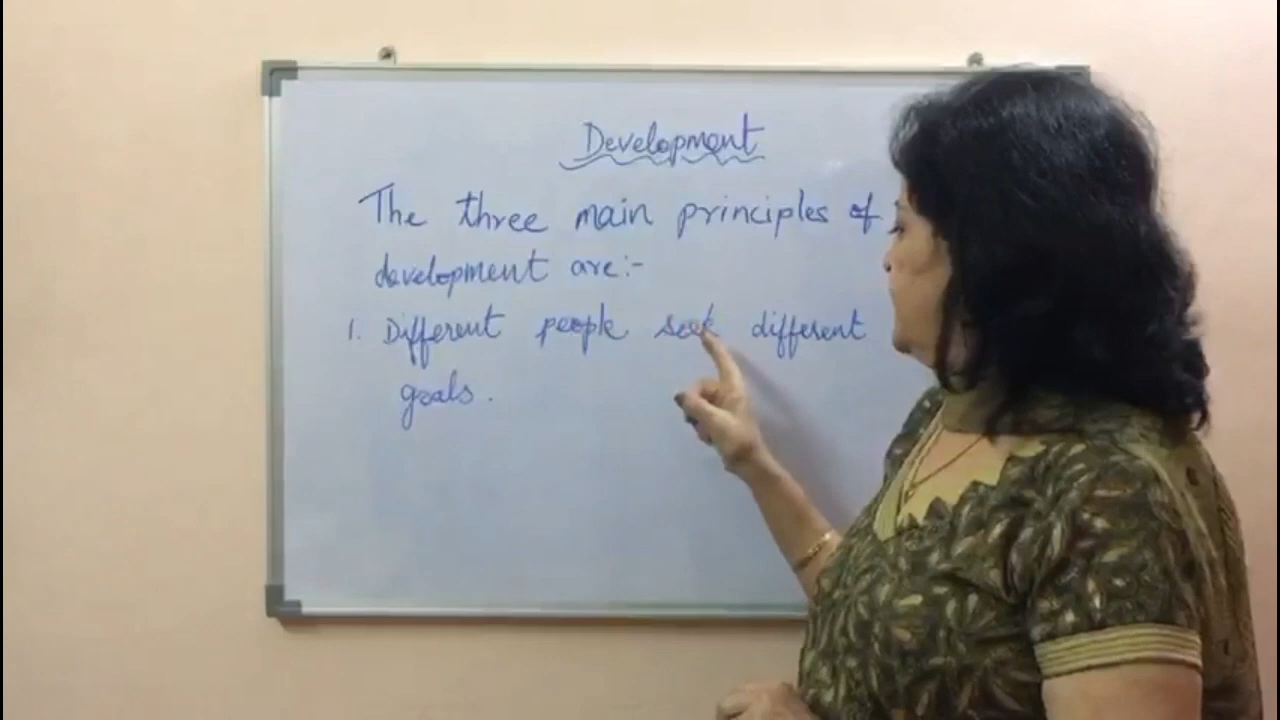 Development
The three main principles of
development are:-
1. Different people seek different
goals.